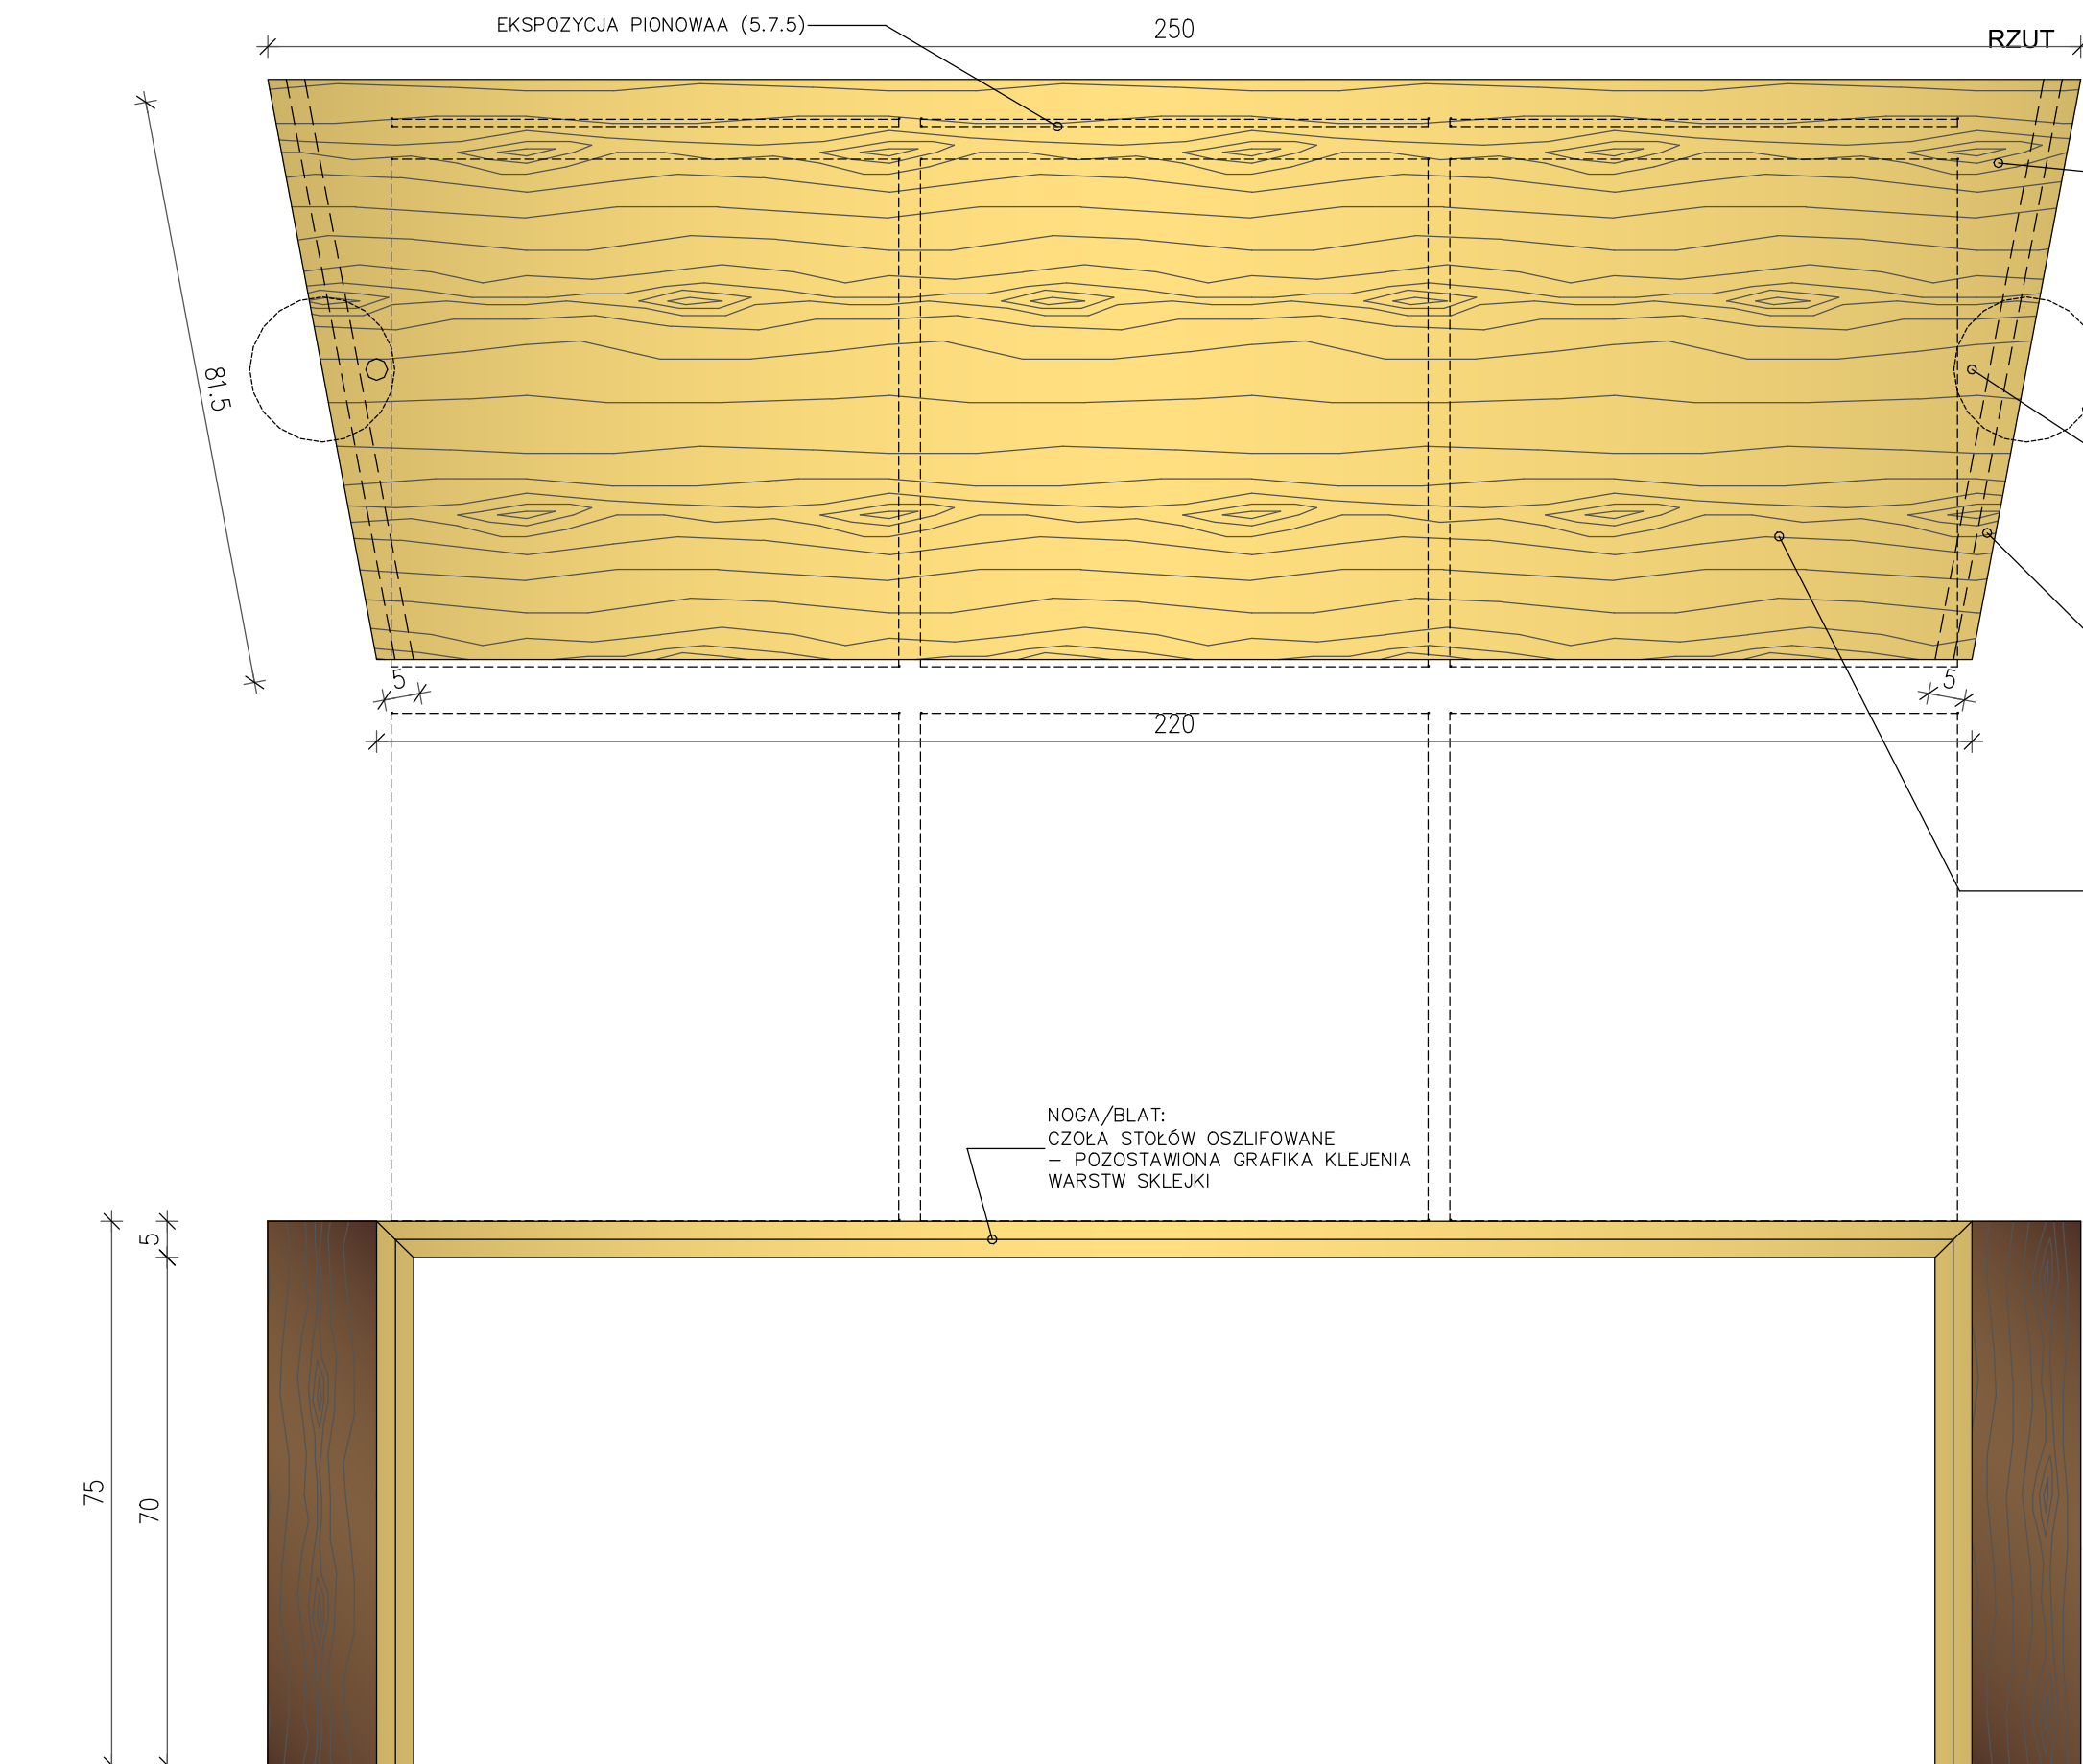 EKSPOZYCJA PIONOWAA (5.7.5)
250
RZUT
81.5
5
5
220
NOGA/BLAT:
CZOŁA STOŁÓW OSZLIFOWANE
– POZOSTAWIONA GRAFIKA KLEJENIA
WARSTW SKLEJKI
5
75
70